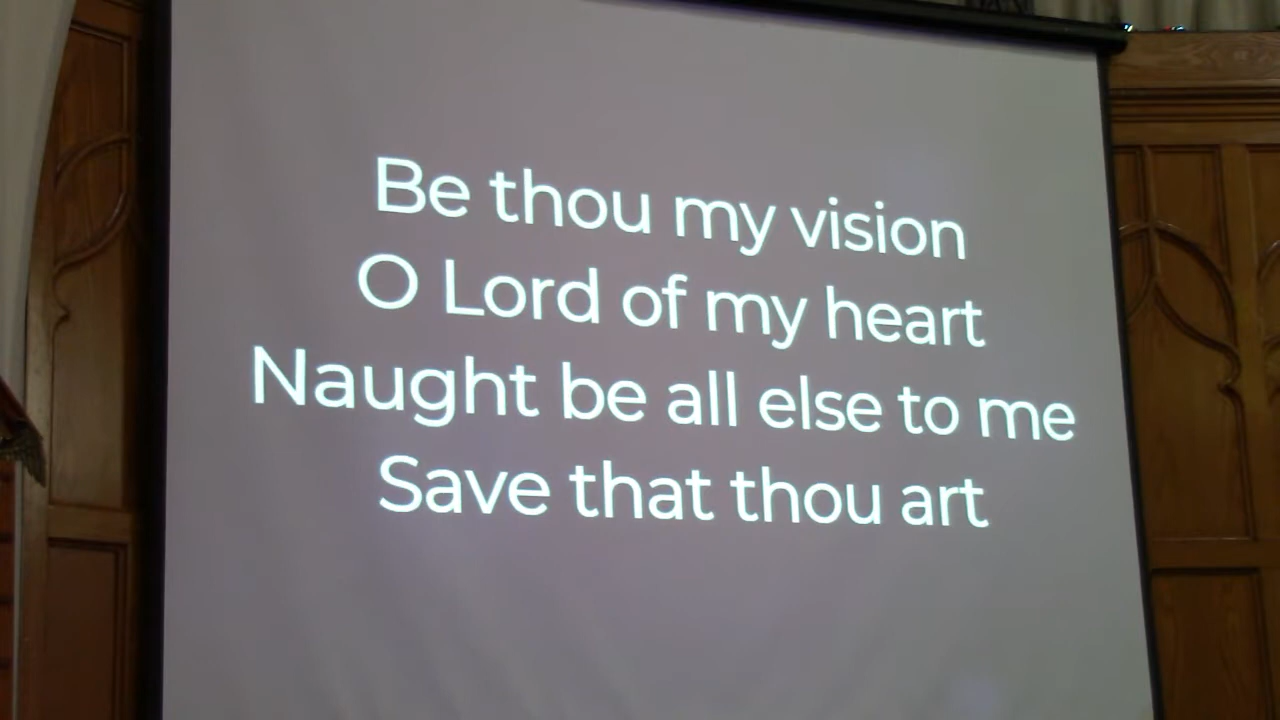 Be thou my vision
O Lord of my heart
Naught be all else to me
Save that thou art